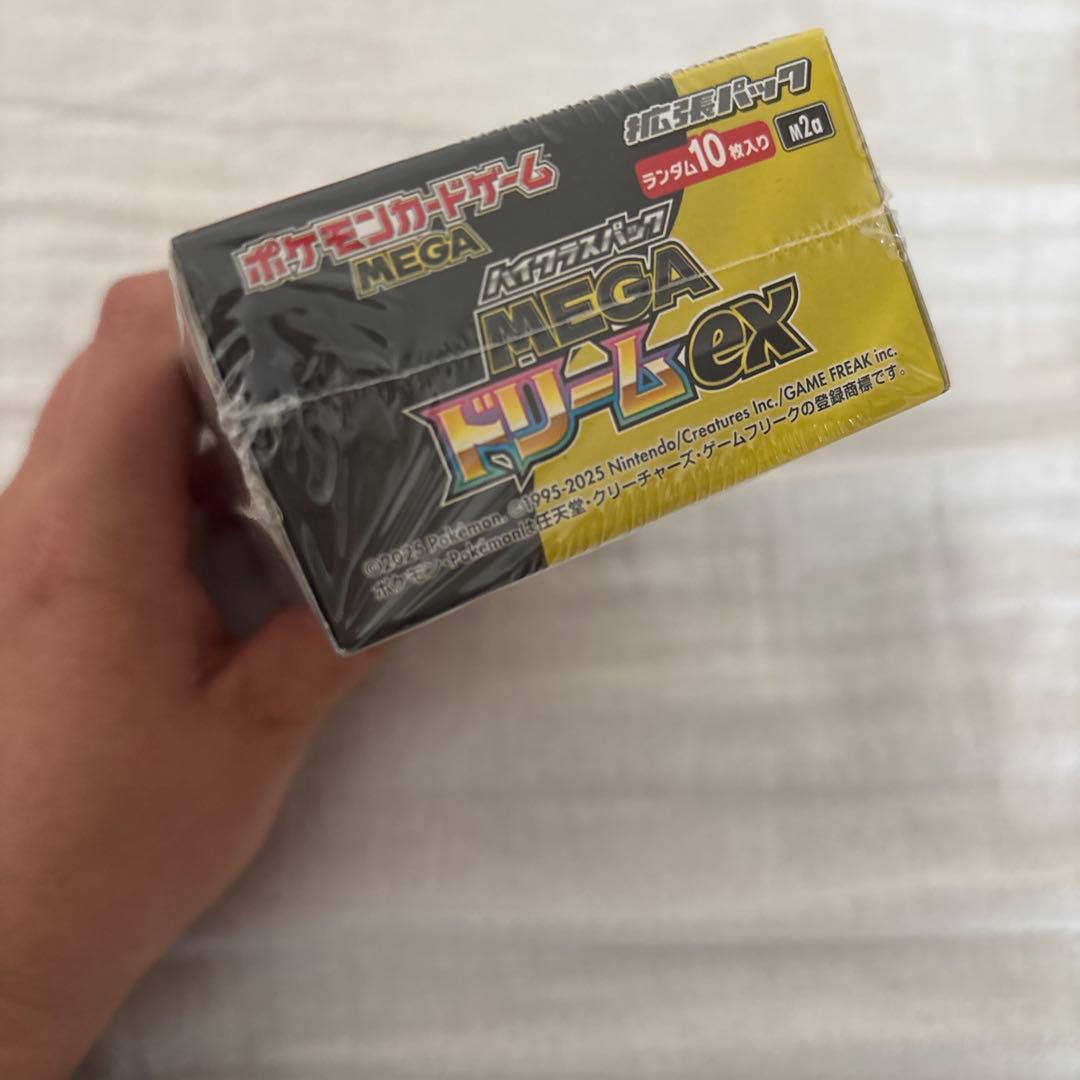 拡張パック
ランダム10枚入り M2a
ポケモンカードゲーム
MEGA
ハイクラスパック
MEGA
ドリームex
©2025 Pokémon. ©1995-2025 Nintendo/Creatures Inc./GAME FREAK inc.
ポケモン・Pokémonは任天堂・クリーチャーズ・ゲームフリークの登録商標です。